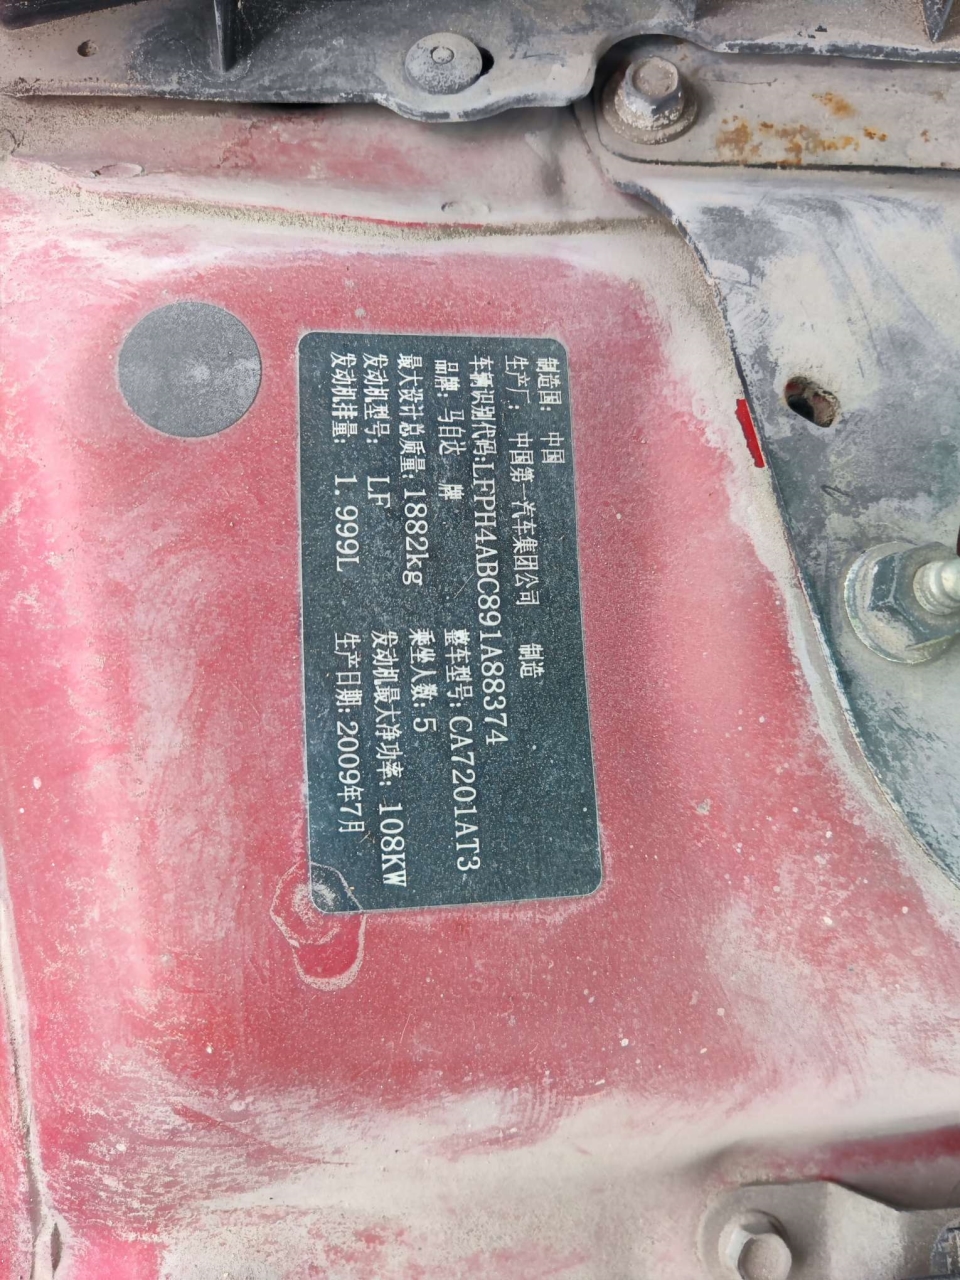 制造国: 中国
生产厂: 中国第一汽车集团公司 制造
车辆识别代码:LFPH4ABC891A88374
品牌: 马自达 牌 整车型号: CA7201AT3
最大设计总质量:1882kg 乘坐人数: 5
发动机型号: LF 发动机最大净功率: 108KW
发动机排量: 1.999L 生产日期: 2009年7月